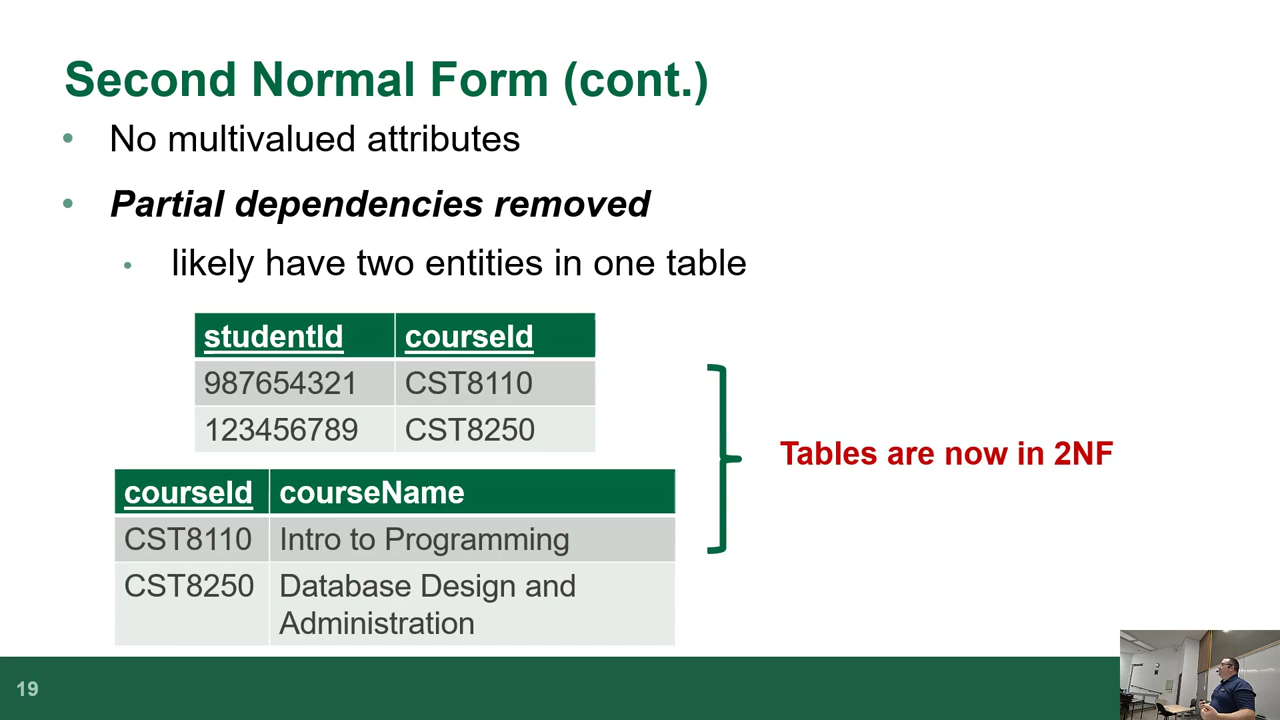 Second Normal Form (cont.)
• No multivalued attributes
• Partial dependencies removed
• likely have two entities in one table
studentId courseId
987654321 CST8110
123456789 CST8250
courseId courseName
CST8110 Intro to Programming
CST8250 Database Design and
Administration
Tables are now in 2NF
19